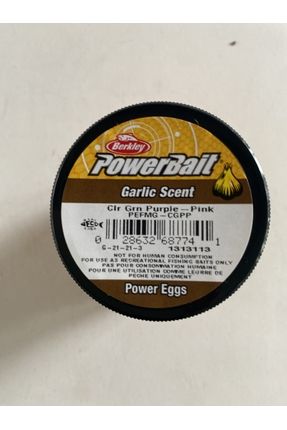 Berkley
PowerBait
Garlic Scent
Clr Grn Purple-Pink
PEFMG-CGPP
0 28632 68774 1
6-21-21-3 1313113
NOT FOR HUMAN CONSUMPTION
FOR USE AS RECREATIONAL FISHING BAITS ONLY
PAS POUR CONSOMMATION HUMAINE
POUR UNE UTILISATION COMME LEURRE DE
PECHE UNIQUEMENT
Power Eggs